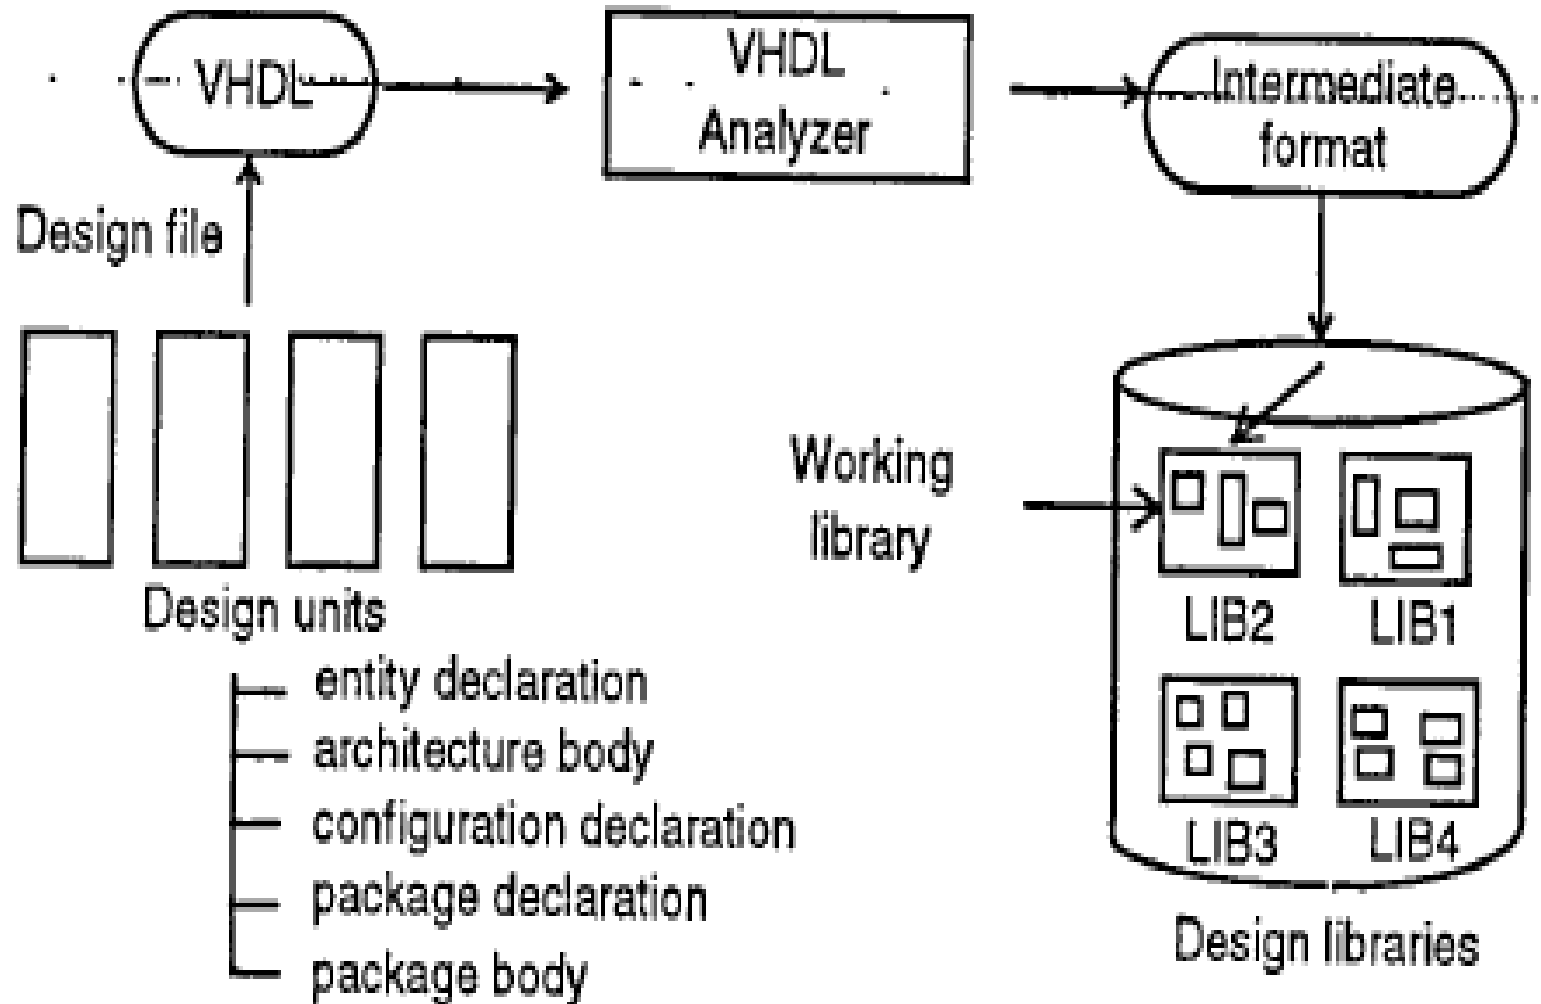 VHDL
VHDL
Analyzer
Intermediate
format
Design file
Working
library
LIB2
LIB1
LIB3
LIB4
Design libraries
Design units
entity declaration
architecture body
configuration declaration
package declaration
package body